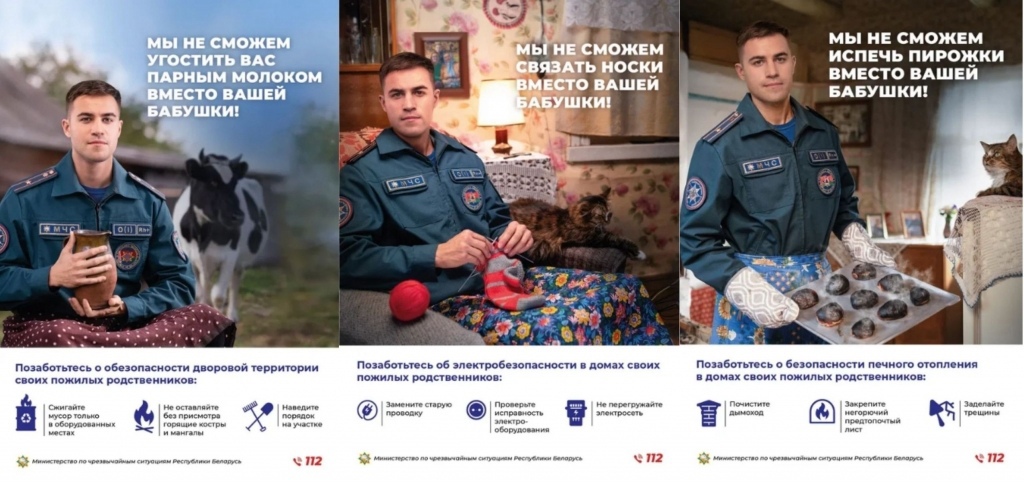 МЫ НЕ СМОЖЕМ
УГОСТИТЬ ВАС
ПАРНЫМ МОЛОКОМ
ВМЕСТО ВАШЕЙ
БАБУШКИ!
МЧС
O(I) Rh+
Позаботьтесь о обезопасности дворовой территории
своих пожилых родственников:
Сжигайте
мусор только
в оборудованных
местах
Не оставляйте
без присмотра
горящие костры
и мангалы
Наведите
порядок
на участке
Министерство по чрезвычайным ситуациям Республики Беларусь
112
МЫ НЕ СМОЖЕМ
СВЯЗАТЬ НОСКИ
ВМЕСТО ВАШЕЙ
БАБУШКИ!
МЧС
Позаботьтесь об электробезопасности в домах своих
пожилых родственников:
Замените старую
проводку
Проверьте
исправность
электро-
оборудования
Не перегружайте
электросеть
Министерство по чрезвычайным ситуациям Республики Беларусь
112
МЫ НЕ СМОЖЕМ
ИСПЕЧЬ ПИРОЖКИ
ВМЕСТО ВАШЕЙ
БАБУШКИ!
МЧС
Позаботьтесь о безопасности печного отопления
в домах своих пожилых родственников:
Почистите
дымоход
Закрепите
негорючий
предтопочтый
лист
Заделайте
трещины
Министерство по чрезвычайным ситуациям Республики Беларусь
112